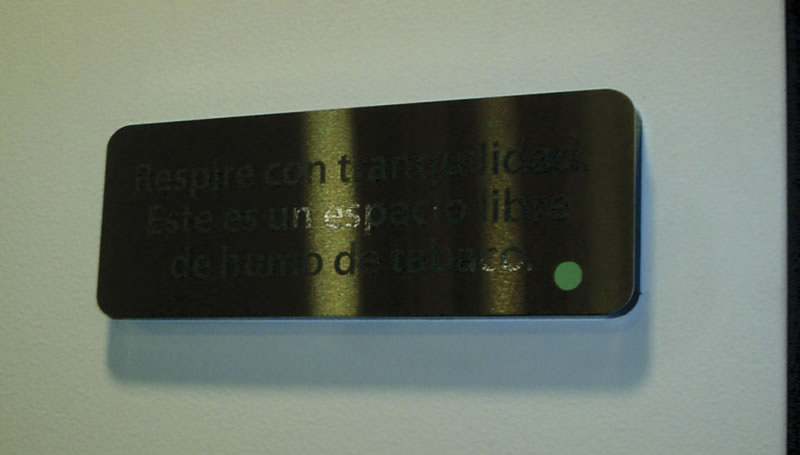 Respire con tranquilidad.
Este es un espacio libre
de humo de tabaco.